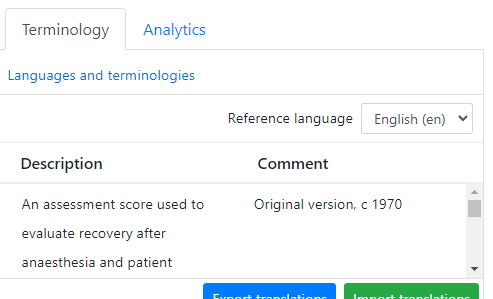 Terminology Analytics
Languages and terminologies
Reference language English (en)
Description Comment
An assessment score used to Original version, c 1970
evaluate recovery after
anaesthesia and patient
Export translations Import translations